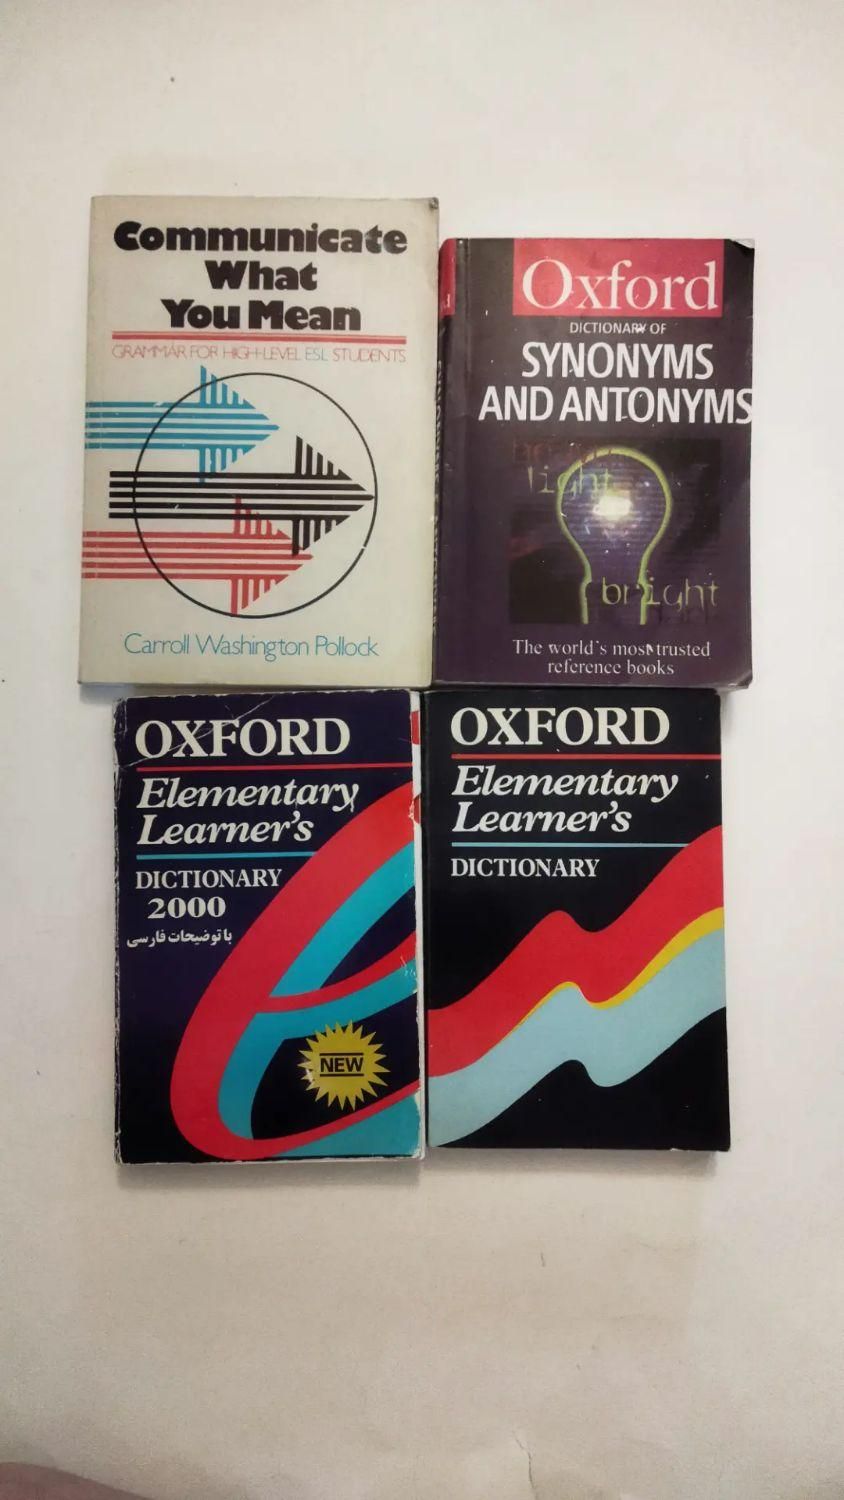 Communicate
What
You Mean
GRAMMAR FOR HIGH-LEVEL ESL STUDENTS
Carroll Washington Pollock
Oxford
DICTIONARY OF
SYNONYMS
AND ANTONYMS
heavy
light
bright
dark
The world's most trusted
reference books
OXFORD
Elementary
Learner's
DICTIONARY
2000
با توضیحات فارسی
NEW
OXFORD
Elementary
Learner's
DICTIONARY